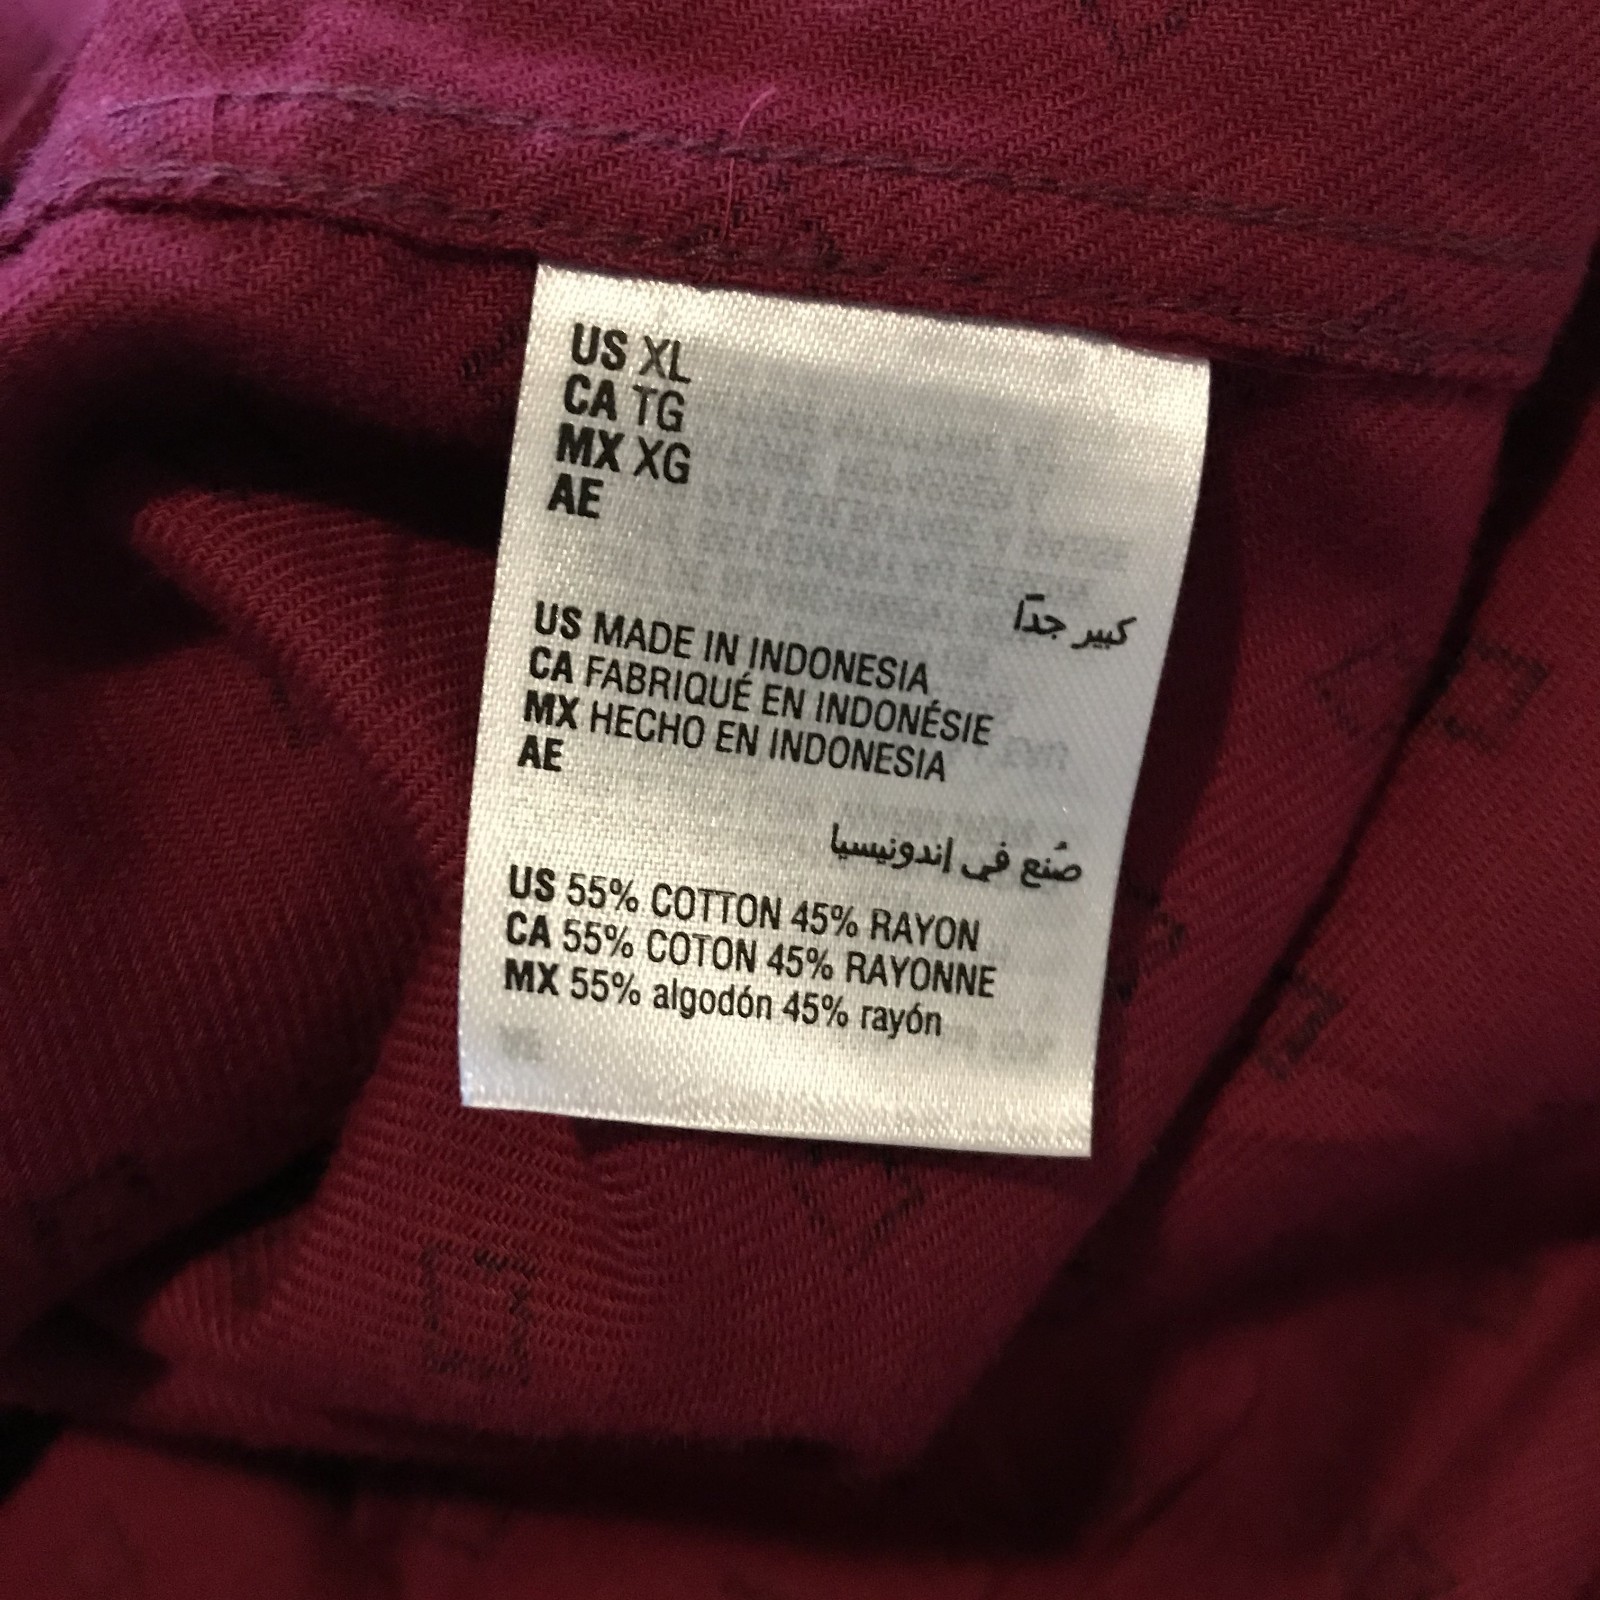 US XL
CA TG
MX XG
AE
كبير جدًا
US MADE IN INDONESIA
CA FABRIQUÉ EN INDONÉSIE
MX HECHO EN INDONESIA
AE
صُنع في إندونيسيا
US 55% COTTON 45% RAYON
CA 55% COTON 45% RAYONNE
MX 55% algodón 45% rayón